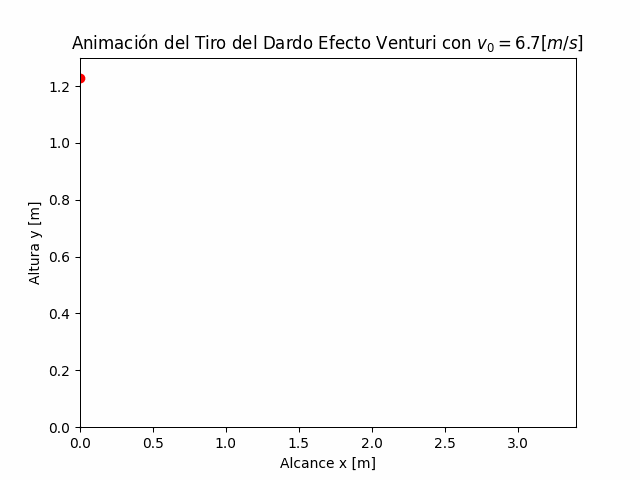 Animación del Tiro del Dardo Efecto Venturi con $v_0 = 6.7[m/s]$
1.2
1.0
0.8
0.6
0.4
0.2
0.0
Altura y [m]
0.0 0.5 1.0 1.5 2.0 2.5 3.0
Alcance x [m]